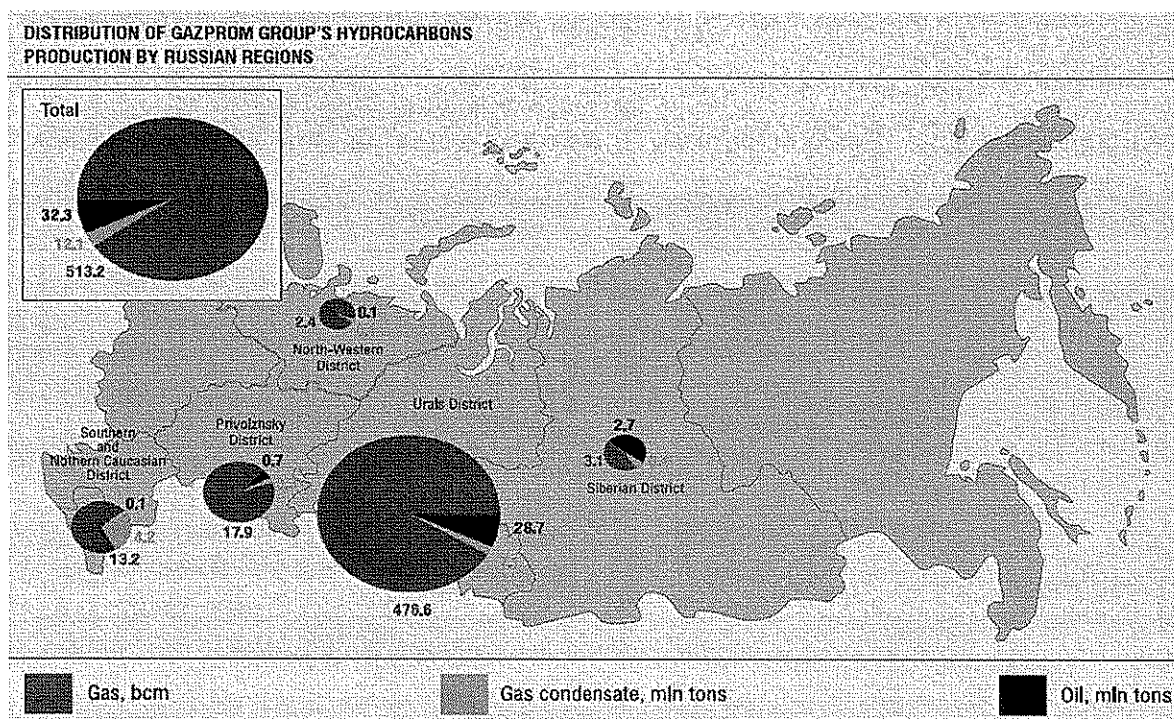 DISTRIBUTION OF GAZPROM GROUP'S HYDROCARBONS
PRODUCTION BY RUSSIAN REGIONS
Total
32.3
12.1
513.2
0.1
2.4
North-Western
District
Urals District
Privolzhsky
District
0.7
17.9
Southern
and
Nothern Caucasian
District
0.1
4.2
13.2
28.7
476.6
2.7
3.1
Siberian District
Gas, bcm
Gas condensate, mln tons
Oil, mln tons